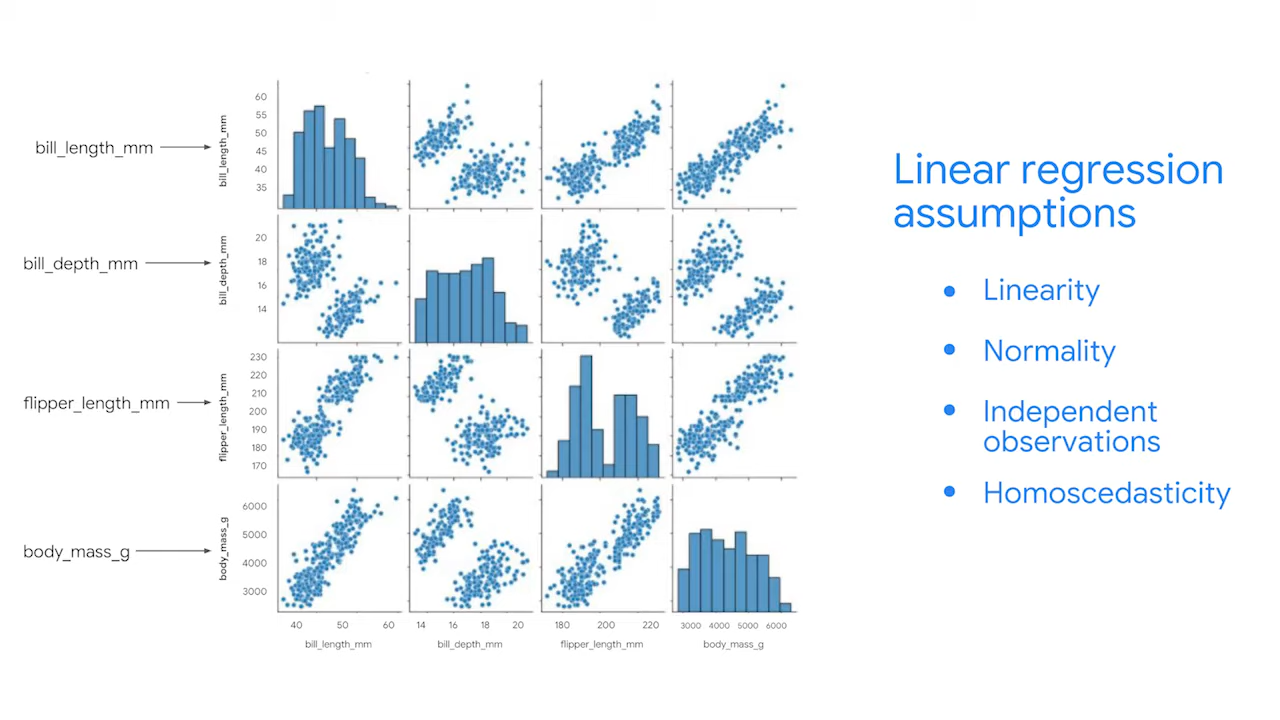 bill_length_mm
bill_length_mm
60
55
50
45
40
35
bill_depth_mm
bill_depth_mm
20
18
16
14
flipper_length_mm
flipper_length_mm
230
220
210
200
190
180
170
body_mass_g
body_mass_g
6000
5000
4000
3000
40 50 60
14 16 18 20
180 200 220
3000 4000 5000 6000
bill_length_mm
bill_depth_mm
flipper_length_mm
body_mass_g
Linear regression
assumptions
• Linearity
• Normality
• Independent
observations
• Homoscedasticity